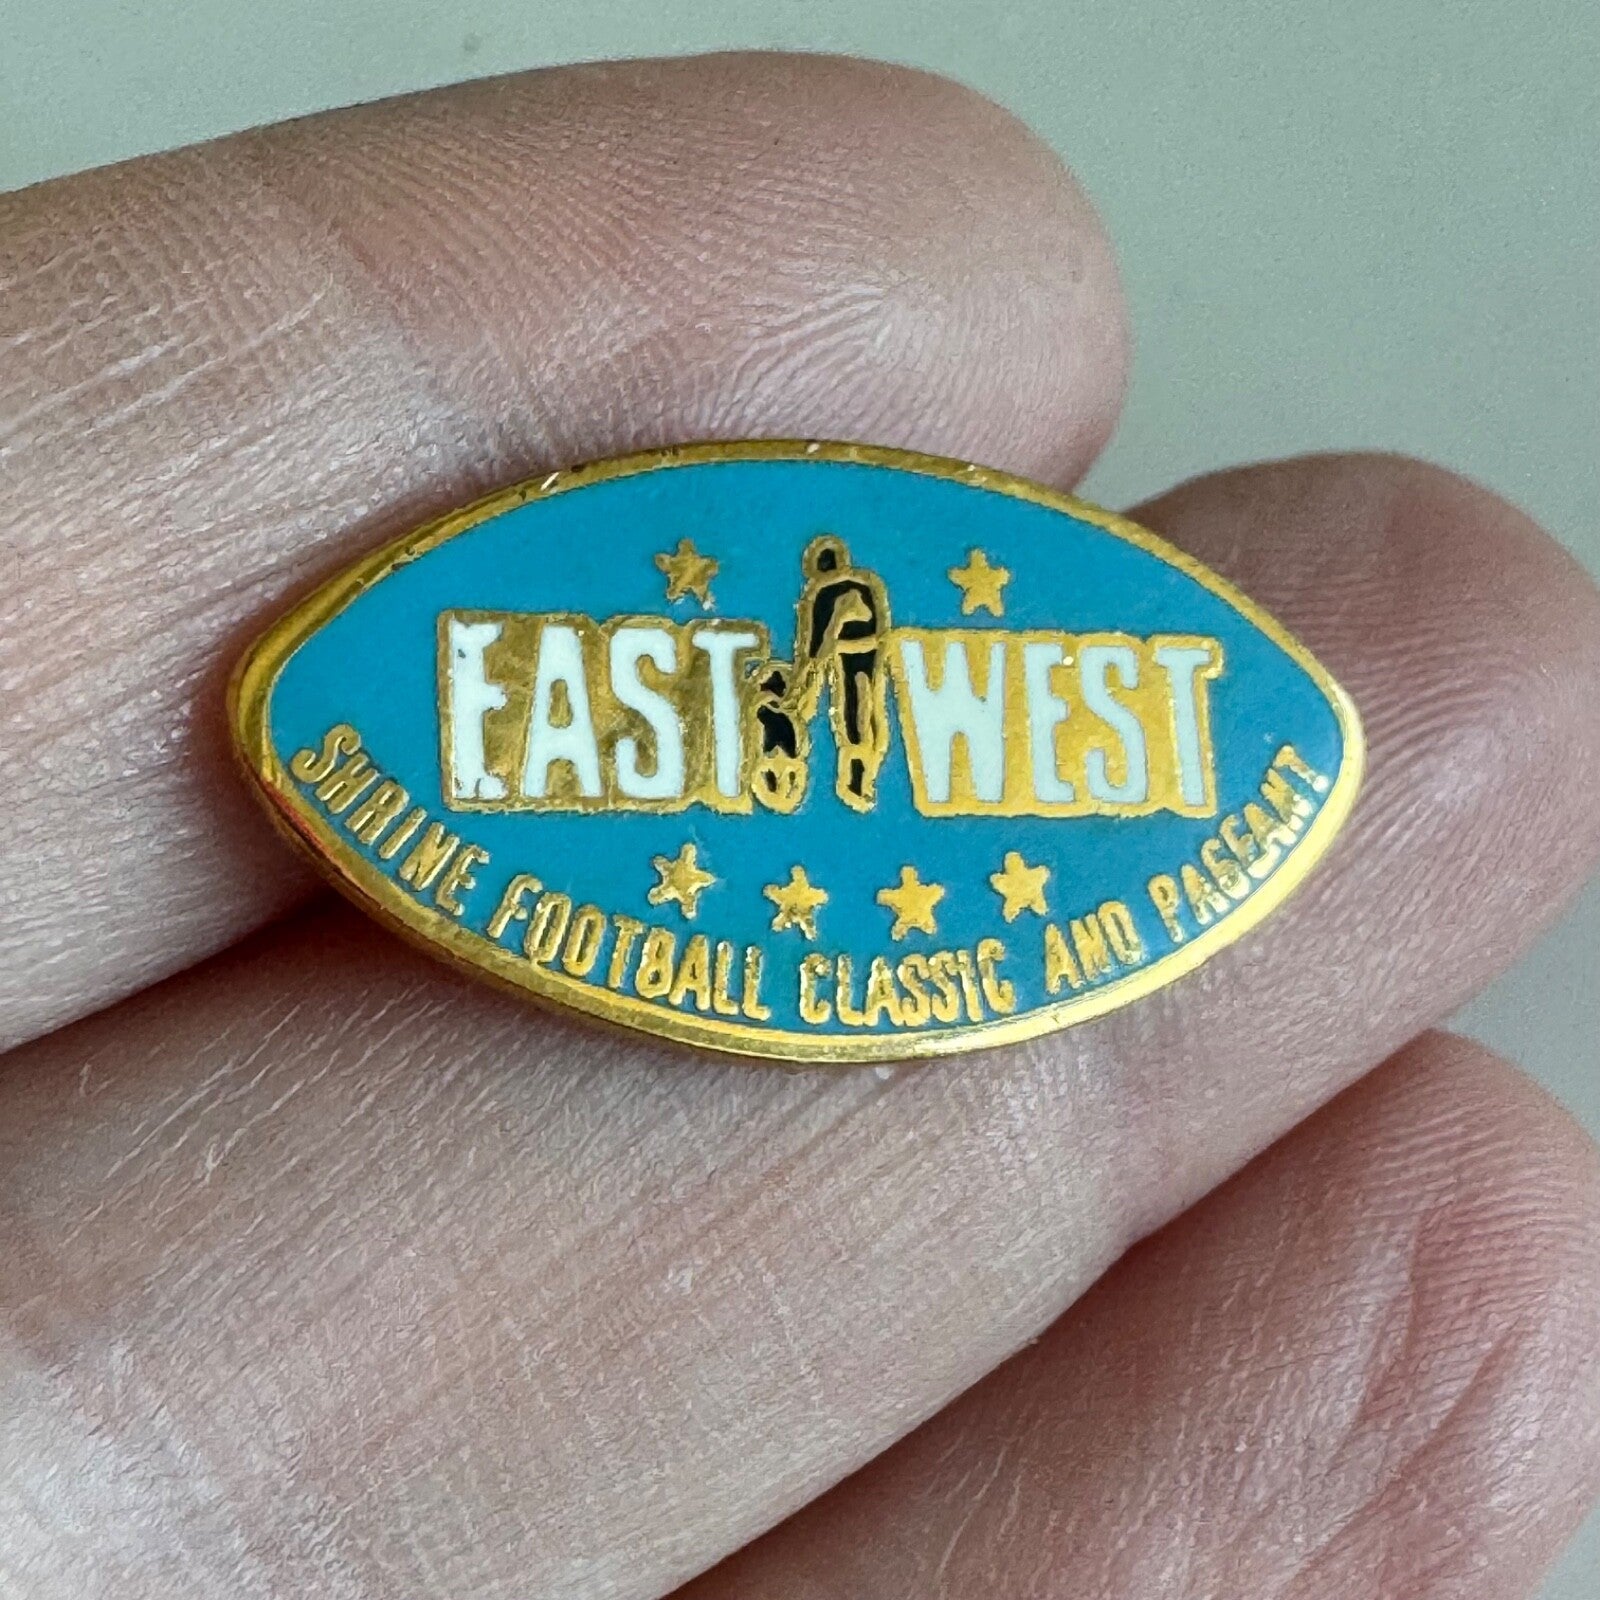 EAST WEST
SHRINE FOOTBALL CLASSIC AND PAGEANT